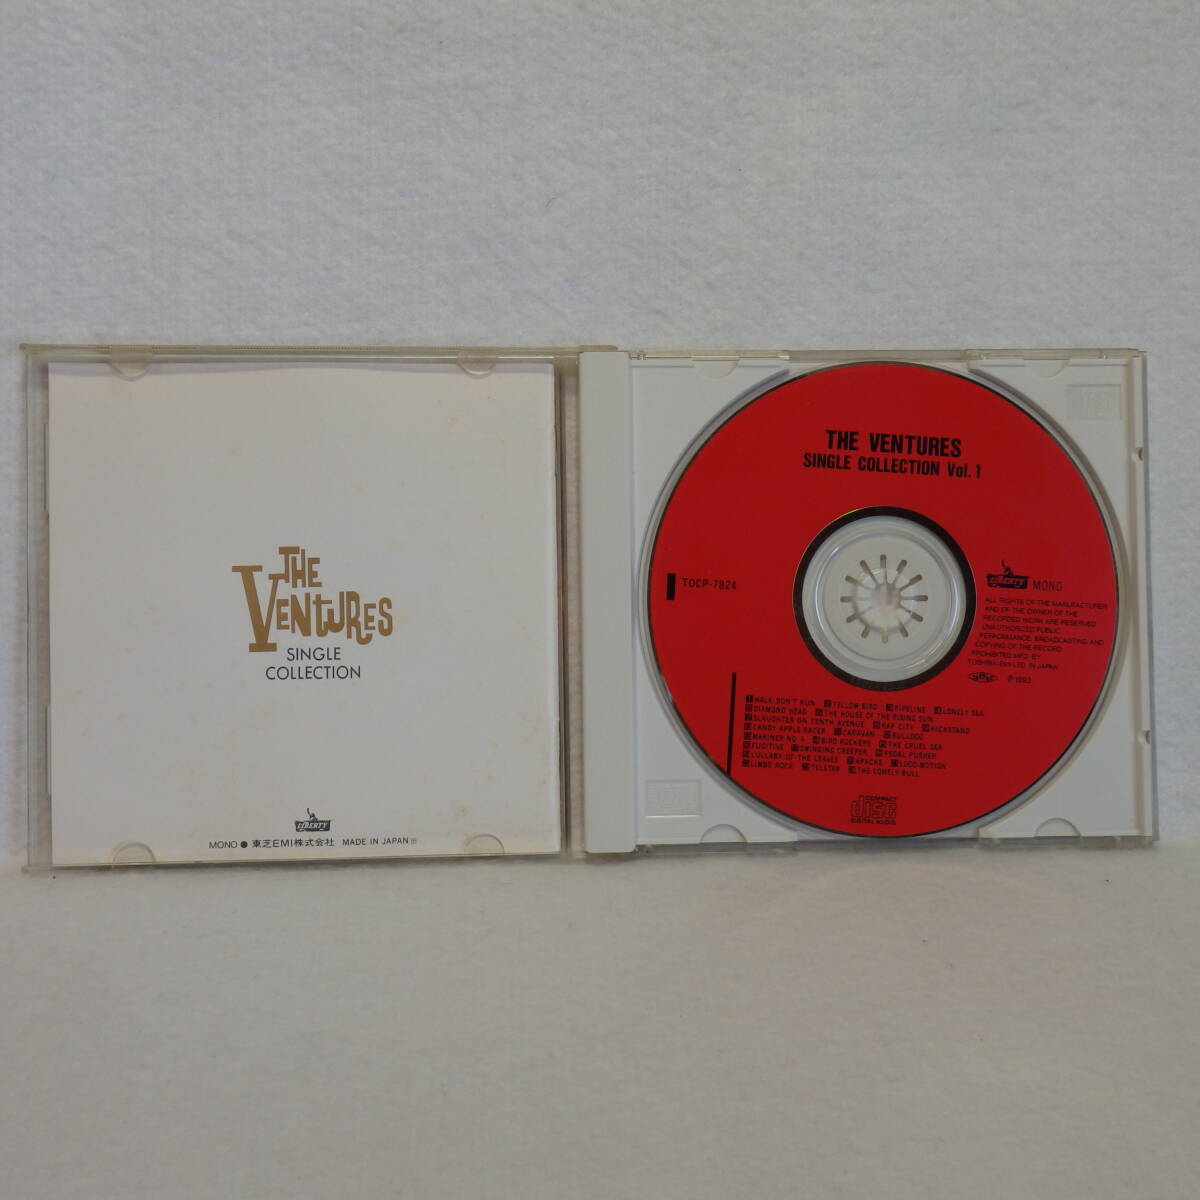 THE
VENTURES
SINGLE
COLLECTION
LIBERTY
MONO ● 東芝EMI株式会社 MADE IN JAPAN
THE VENTURES
SINGLE COLLECTION Vol. 1
TOCP-7824
LIBERTY MONO
ALL RIGHTS OF THE MANUFACTURER
AND OF THE OWNER OF THE
RECORDED WORK ARE RESERVED
UNAUTHORIZED PUBLIC
PERFORMANCE, BROADCASTING AND
COPYING OF THE RECORD
PROHIBITED MFD. BY
TOSHIBA-EMI LTD. IN JAPAN.
℗ 1993
1 WALK DON'T RUN 2 YELLOW BIRD 3 PIPELINE 4 LONELY SEA
5 DIAMOND HEAD 6 THE HOUSE OF THE RISING SUN
7 SLAUGHTER ON TENTH AVENUE 8 RAP CITY 9 KICKSTAND
10 CANDY APPLE RACER 11 CARAVAN 12 BULLDOG
13 MARINER NO. 4 14 BIRD ROCKERS 15 THE CRUEL SEA
16 FUGITIVE 17 SWINGING CREEPER 18 PEDAL PUSHER
19 LULLABY OF THE LEAVES 20 APACHE 21 LOCO-MOTION
22 LIMBO ROCK 23 TELSTAR 24 THE LONELY BULL
COMPACT
disc
DIGITAL AUDIO